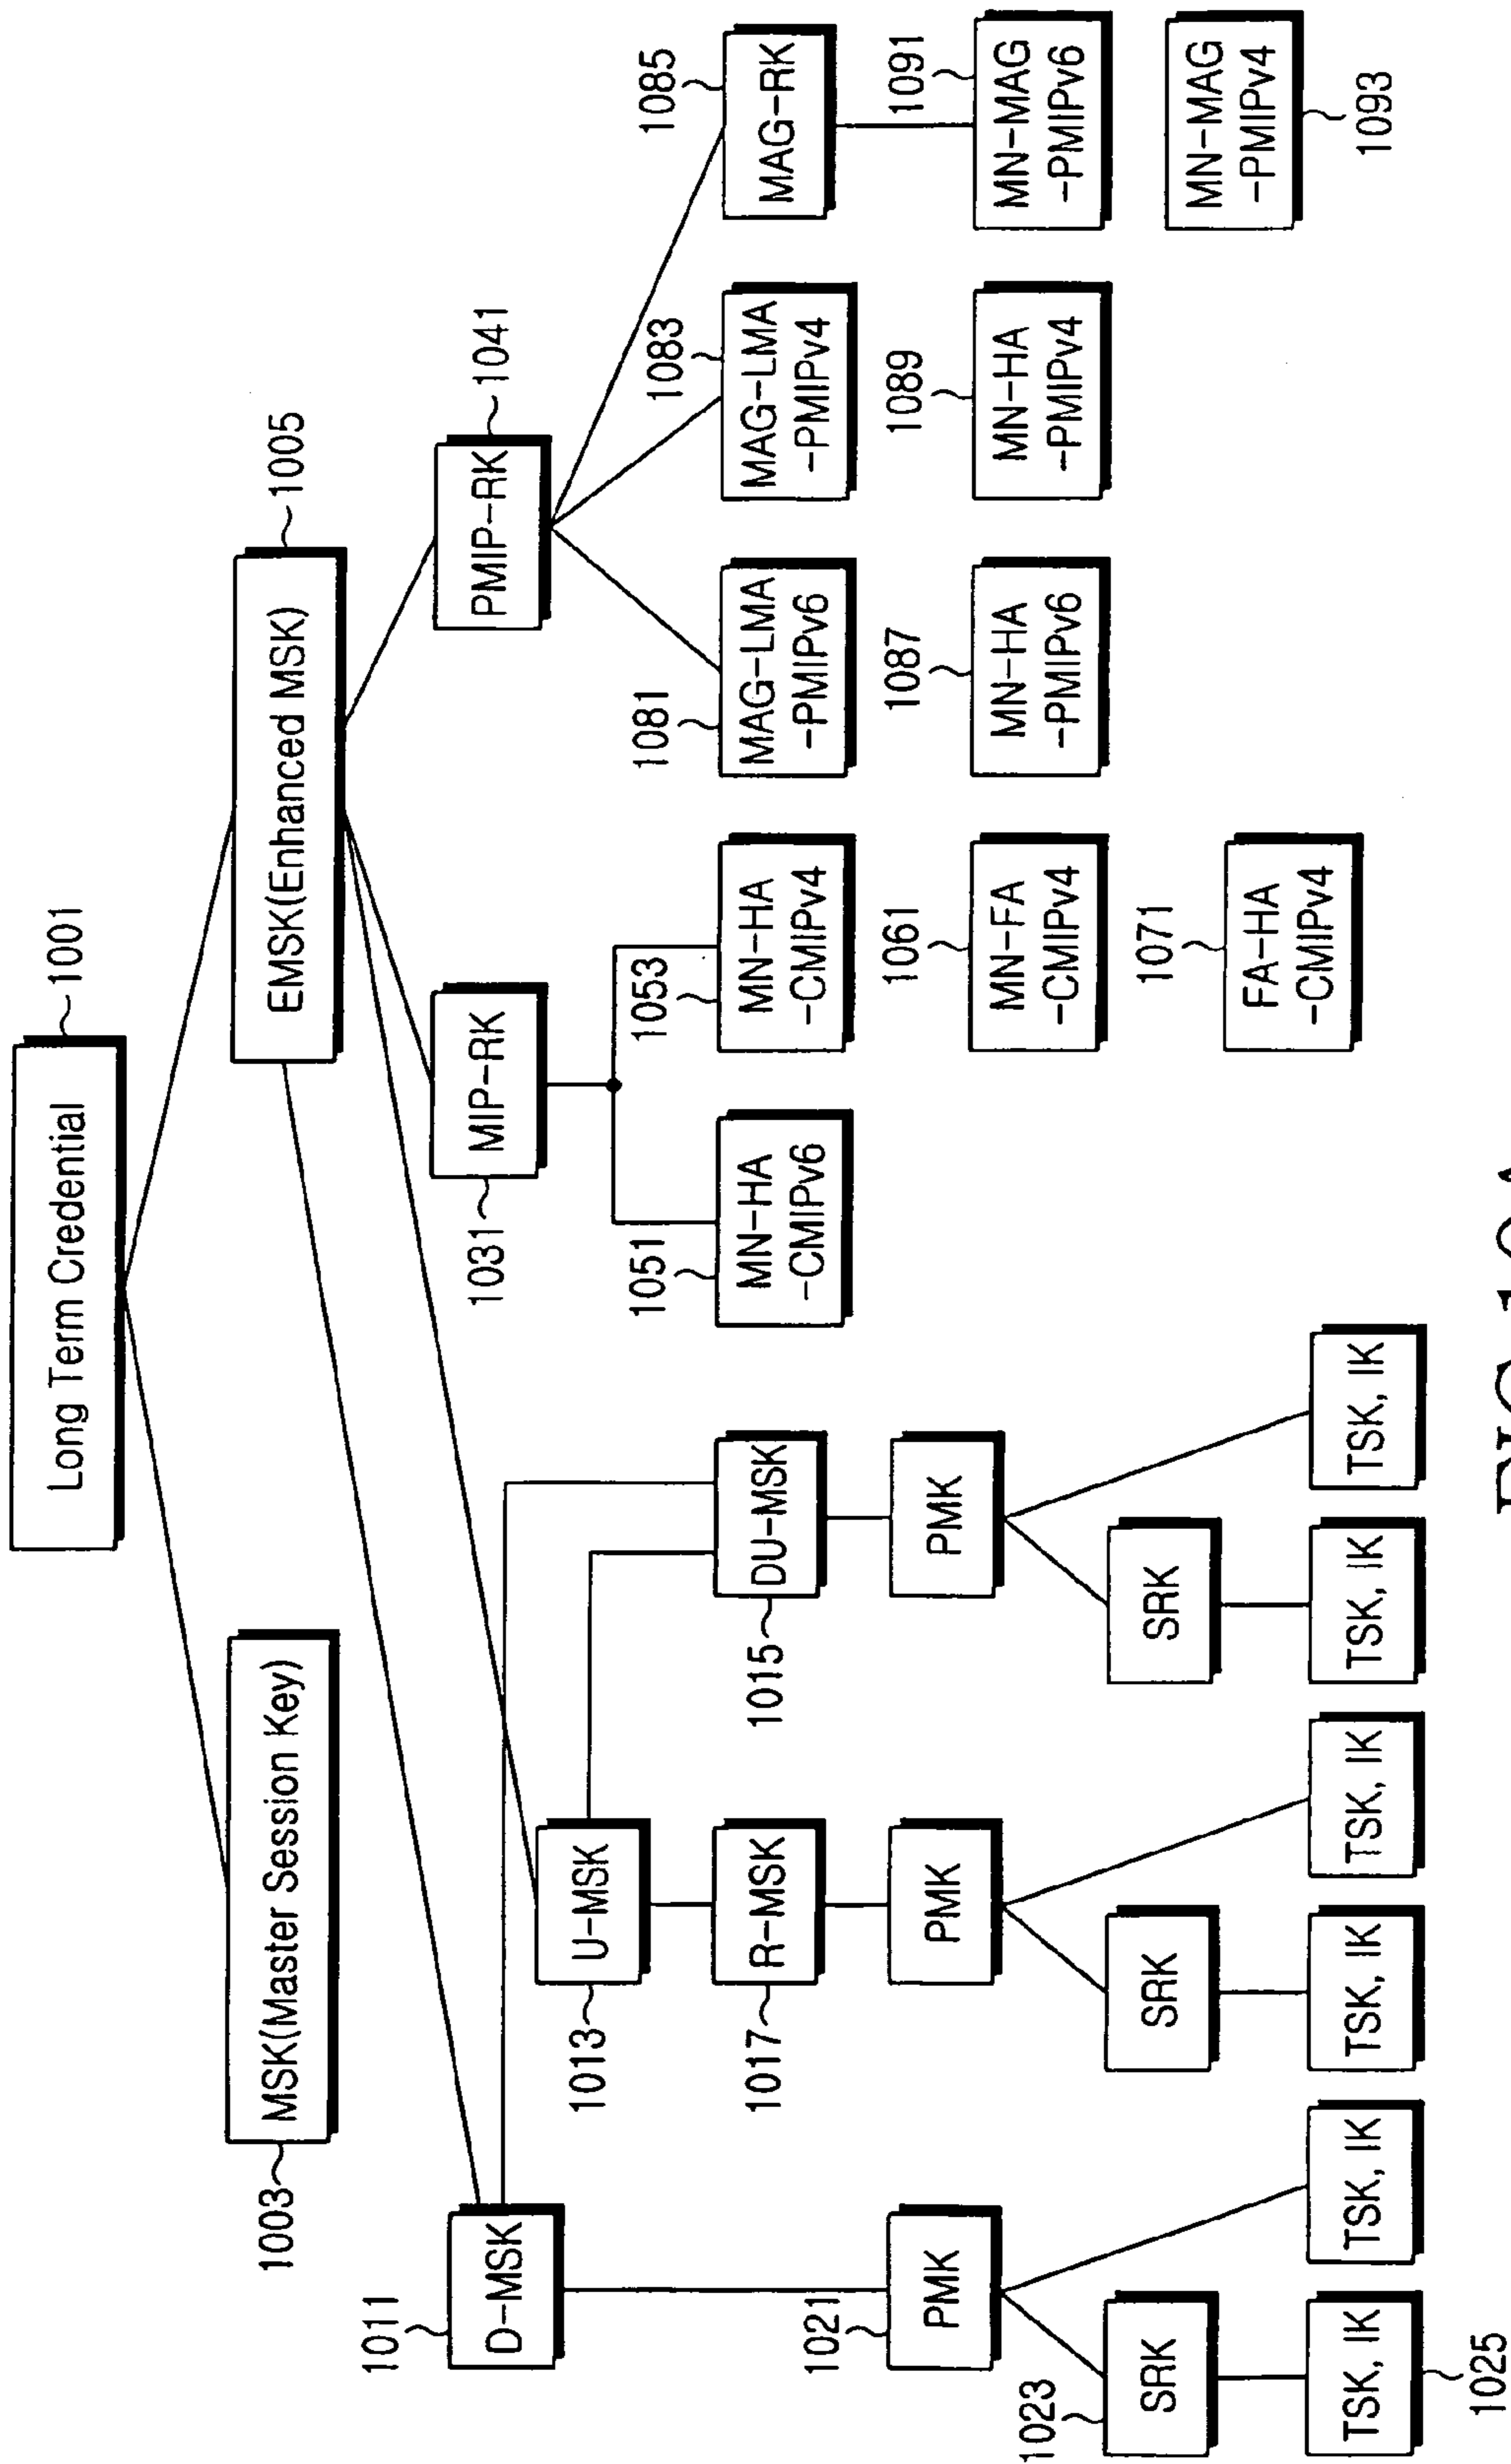 Long Term Credential
1001
MSK(Master Session Key)
1003
EMSK(Enhanced MSK)
1005
1011
D-MSK
U-MSK
1013
MIP-RK
1031
PMIP-RK
1041
R-MSK
1017
DU-MSK
1015
1051
MN-HA
-CMIPv6
1053
MN-HA
-CMIPv4
1081
MAG-LMA
-PMIPv6
1083
MAG-LMA
-PMIPv4
1085
MAG-RK
1021
PMK
PMK
PMK
1061
MN-FA
-CMIPv4
1087
MN-HA
-PMIPv6
1089
MN-HA
-PMIPv4
1091
MN-MAG
-PMIPv6
1023
SRK
SRK
SRK
1071
FA-HA
-CMIPv4
MN-MAG
-PMIPv4
1093
TSK, IK
TSK, IK
TSK, IK
TSK, IK
TSK, IK
TSK, IK
1025